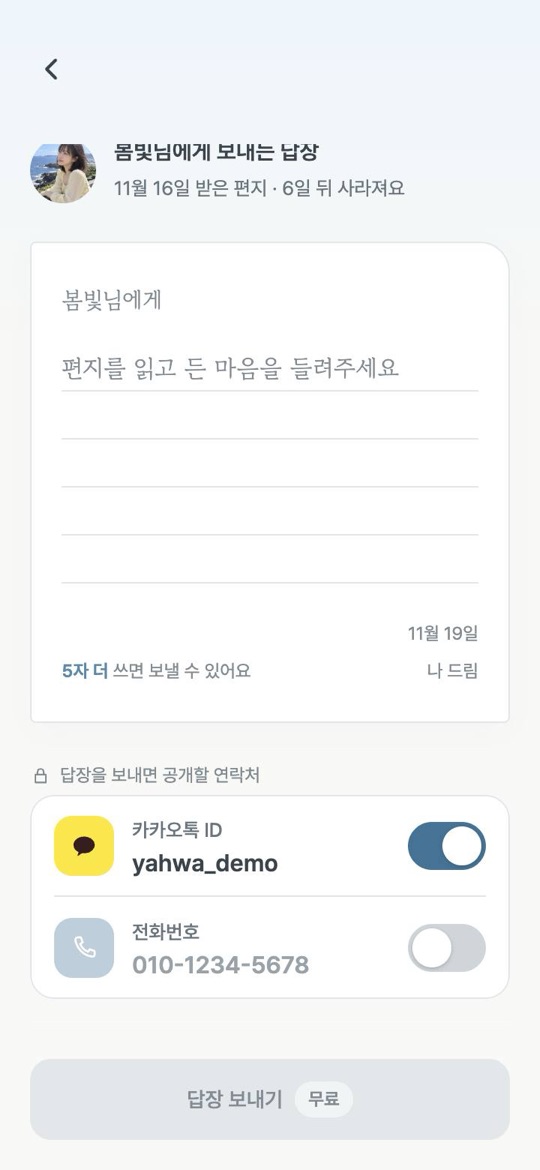 봄빛님에게 보내는 답장
11월 16일 받은 편지 · 6일 뒤 사라져요
봄빛님에게
편지를 읽고 든 마음을 들려주세요
11월 19일
5자 더 쓰면 보낼 수 있어요
나 드림
답장을 보내면 공개할 연락처
카카오톡 ID
yahwa_demo
전화번호
010-1234-5678
답장 보내기 무료